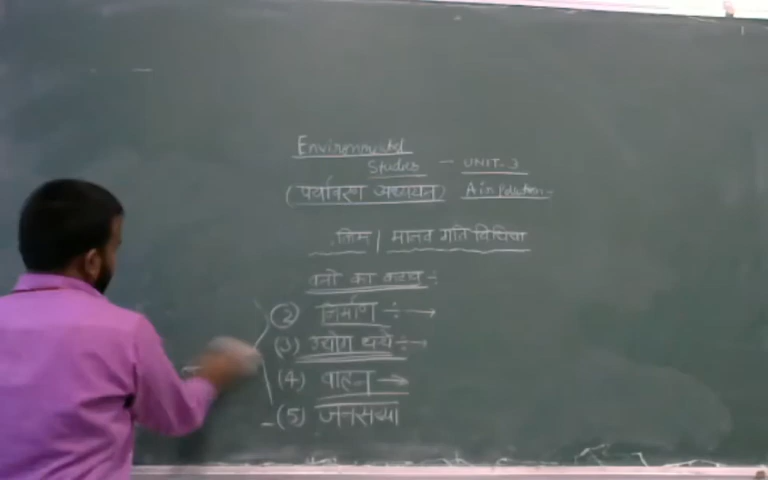 Environmental
Studies - UNIT-3
(पर्यावरण अध्ययन) Air Pollution
मानव गति विधियां
वनो का कटाव ÷
② निर्माण ÷→
(3) उद्योग धन्धे ÷→
(4) वाहन →
(5) जनसंख्या